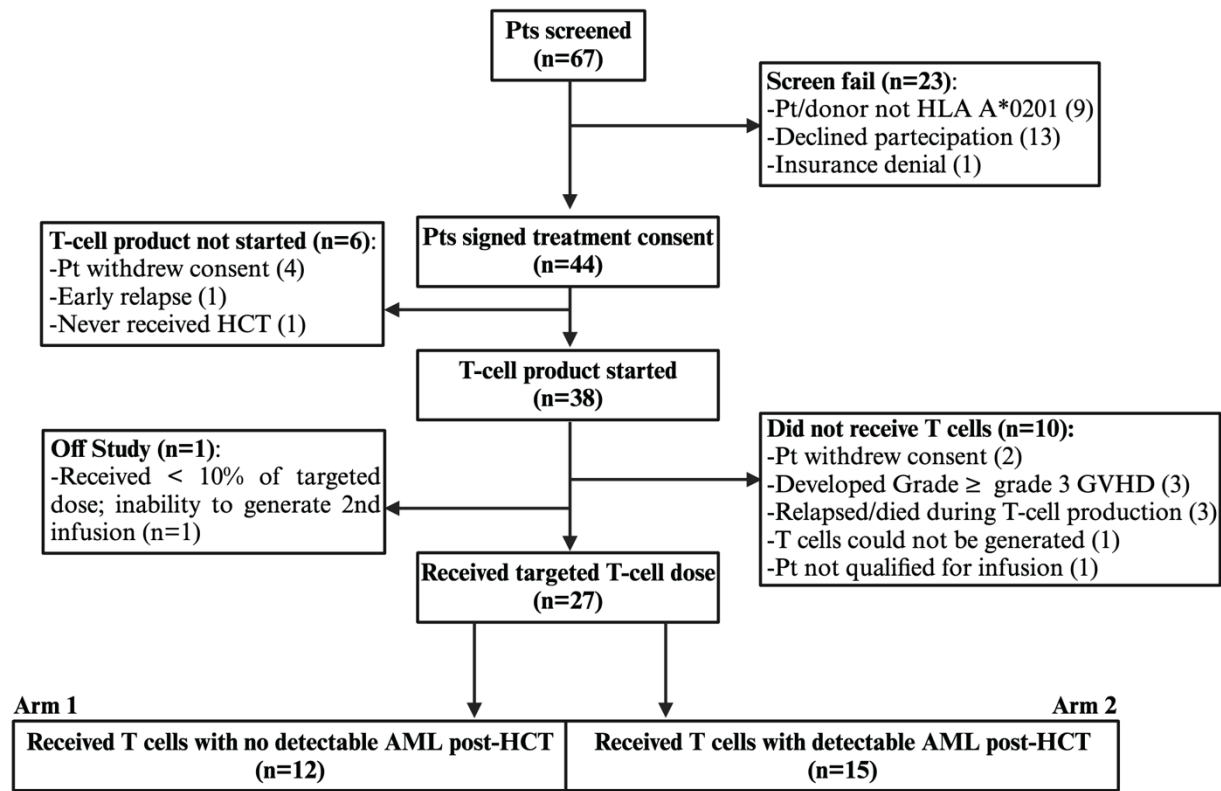 Pts screened
(n=67)
Screen fail (n=23):
-Pt/donor not HLA A*0201 (9)
-Declined partecipation (13)
-Insurance denial (1)
Pts signed treatment consent
(n=44)
T-cell product not started (n=6):
-Pt withdrew consent (4)
-Early relapse (1)
-Never received HCT (1)
T-cell product started
(n=38)
Off Study (n=1):
-Received < 10% of targeted
dose; inability to generate 2nd
infusion (n=1)
Did not receive T cells (n=10):
-Pt withdrew consent (2)
-Developed Grade ≥ grade 3 GVHD (3)
-Relapsed/died during T-cell production (3)
-T cells could not be generated (1)
-Pt not qualified for infusion (1)
Received targeted T-cell dose
(n=27)
Arm 1
Received T cells with no detectable AML post-HCT
(n=12)
Arm 2
Received T cells with detectable AML post-HCT
(n=15)